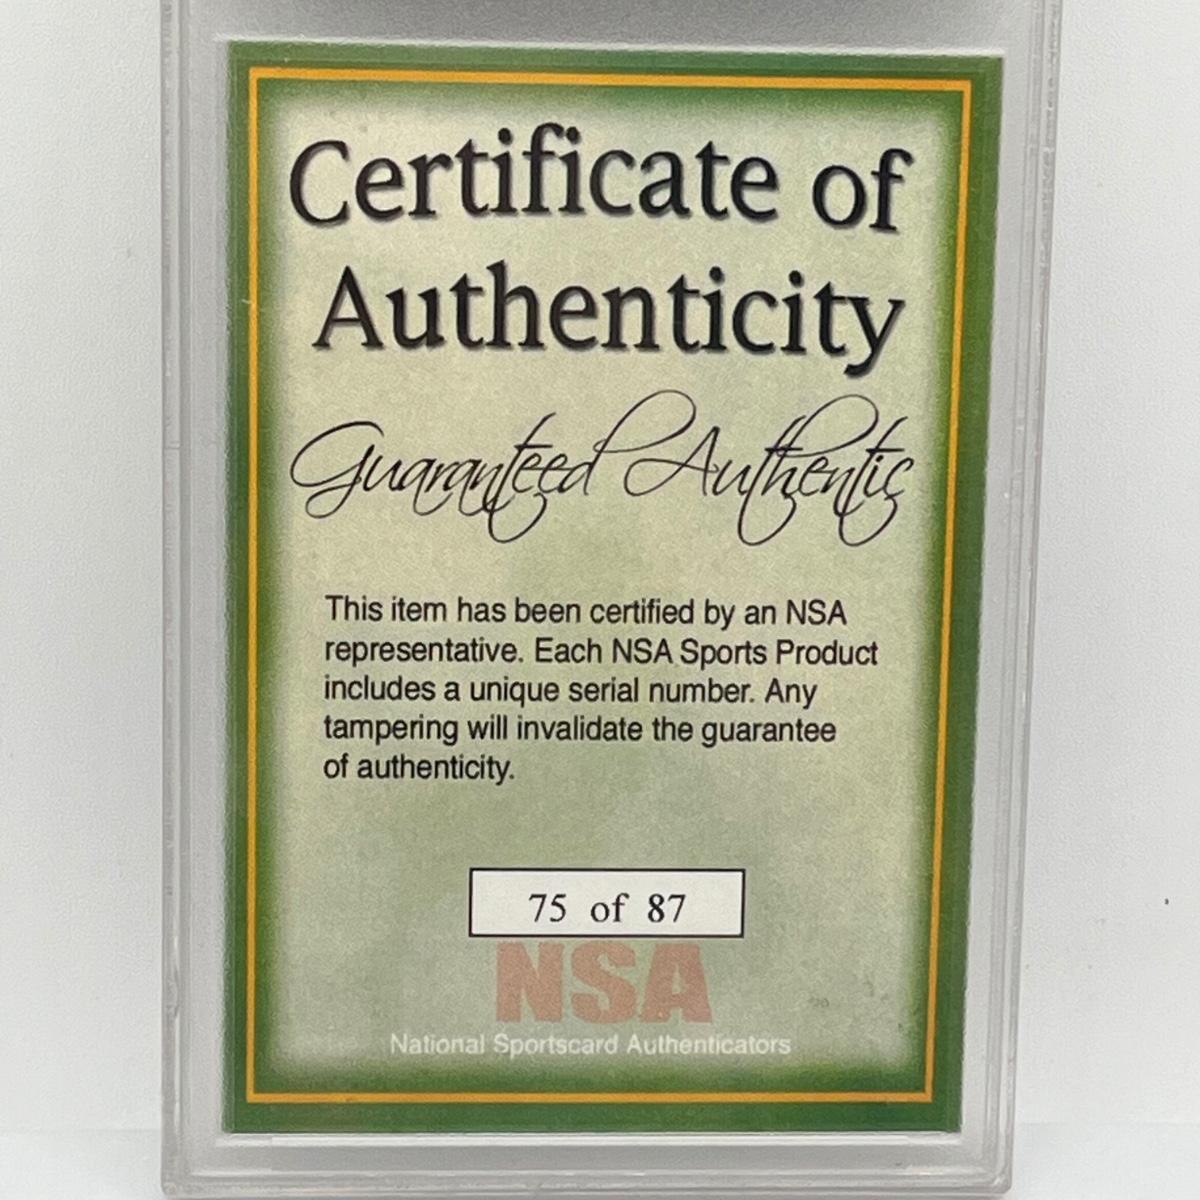 Certificate of
Authenticity
Guaranteed Authentic
This item has been certified by an NSA
representative. Each NSA Sports Product
includes a unique serial number. Any
tampering will invalidate the guarantee
of authenticity.
75 of 87
NSA
National Sportscard Authenticators